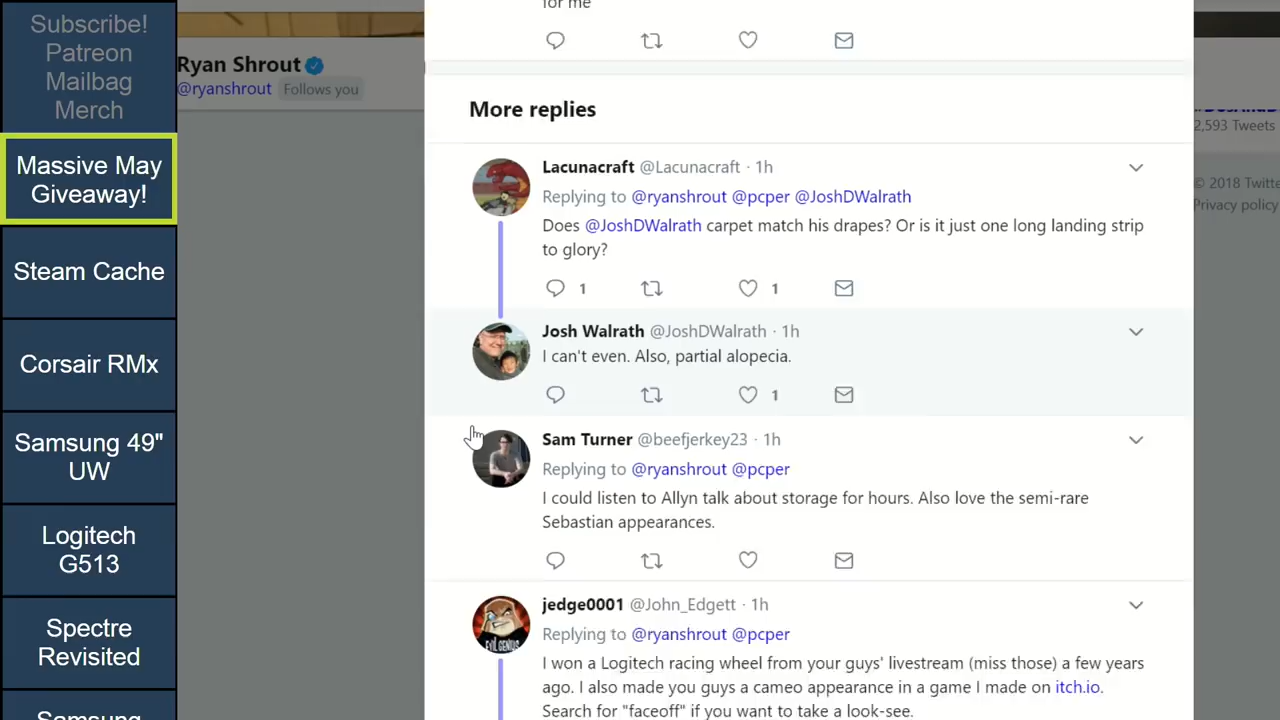 Subscribe!
Patreon
Mailbag
Merch
Massive May
Giveaway!
Steam Cache
Corsair RMx
Samsung 49"
UW
Logitech
G513
Spectre
Revisited
Samsung
Ryan Shrout
@ryanshrout Follows you
for me
More replies
Lacunacraft @Lacunacraft · 1h
Replying to @ryanshrout @pcper @JoshDWalrath
Does @JoshDWalrath carpet match his drapes? Or is it just one long landing strip
to glory?
1 1
Josh Walrath @JoshDWalrath · 1h
I can't even. Also, partial alopecia.
1
Sam Turner @beefjerkey23 · 1h
Replying to @ryanshrout @pcper
I could listen to Allyn talk about storage for hours. Also love the semi-rare
Sebastian appearances.
jedge0001 @John_Edgett · 1h
Replying to @ryanshrout @pcper
EVIL GENIUS
I won a Logitech racing wheel from your guys' livestream (miss those) a few years
ago. I also made you guys a cameo appearance in a game I made on itch.io.
Search for "faceoff" if you want to take a look-see.
2,593 Tweets
© 2018 Twitte
Privacy policy